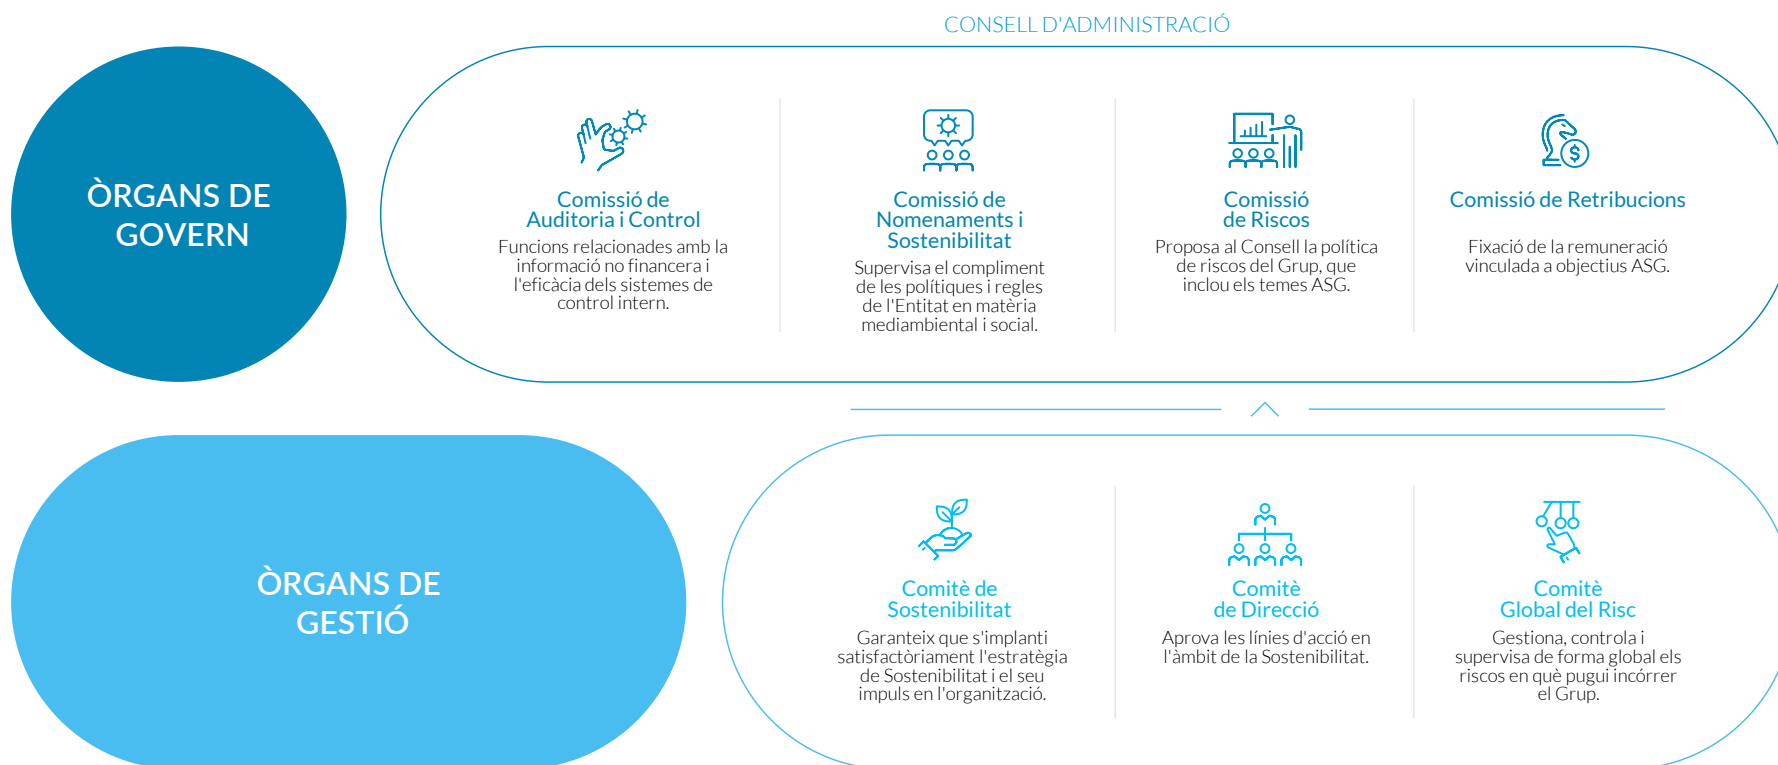 CONSELL D'ADMINISTRACIÓ
ÒRGANS DE
GOVERN
Comissió de
Auditoria i Control
Funcions relacionades amb la
informació no financera i
l'eficàcia dels sistemes de
control intern.
Comissió de
Nomenaments i
Sostenibilitat
Supervisa el compliment
de les polítiques i regles
de l'Entitat en matèria
mediambiental i social.
Comissió
de Riscos
Proposa al Consell la política
de riscos del Grup, que
inclou els temes ASG.
Comissió de Retribucions
Fixació de la remuneració
vinculada a objectius ASG.
ÒRGANS DE
GESTIÓ
Comitè de
Sostenibilitat
Garanteix que s'implanti
satisfactòriament l'estratègia
de Sostenibilitat i el seu
impuls en l'organització.
Comitè
de Direcció
Aprova les línies d'acció en
l'àmbit de la Sostenibilitat.
Comitè
Global del Risc
Gestiona, controla i
supervisa de forma global els
riscos en què pugui incórrer
el Grup.